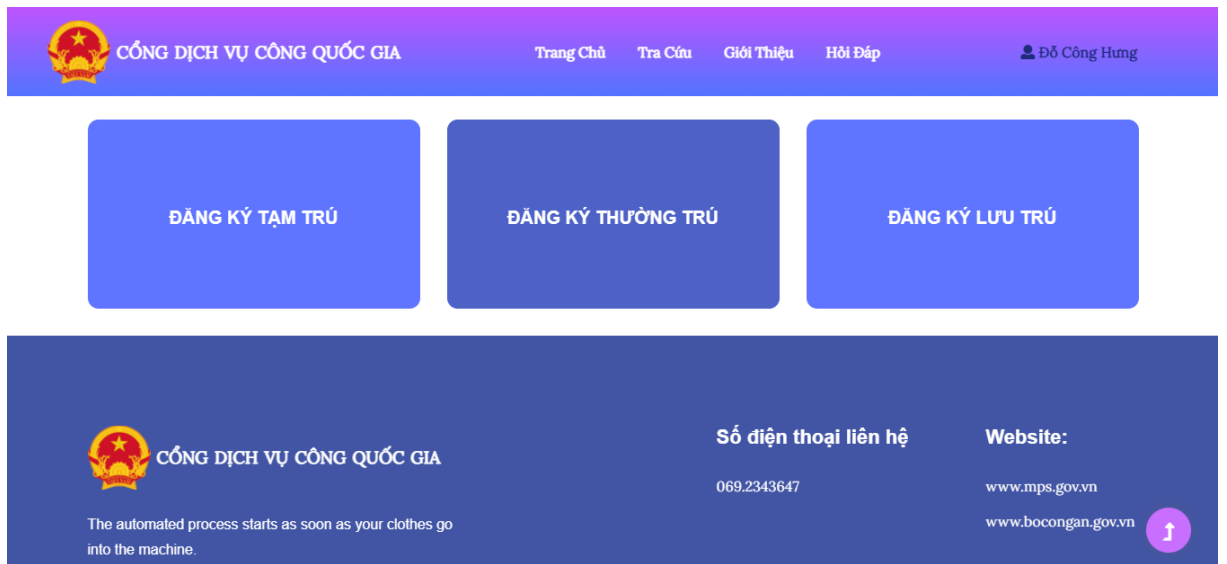 CỔNG DỊCH VỤ CÔNG QUỐC GIA
Trang Chủ
Tra Cứu
Giới Thiệu
Hỏi Đáp
Đỗ Công Hưng
ĐĂNG KÝ TẠM TRÚ
ĐĂNG KÝ THƯỜNG TRÚ
ĐĂNG KÝ LƯU TRÚ
CỔNG DỊCH VỤ CÔNG QUỐC GIA
The automated process starts as soon as your clothes go
into the machine.
Số điện thoại liên hệ
069.2343647
Website:
www.mps.gov.vn
www.bocongan.gov.vn